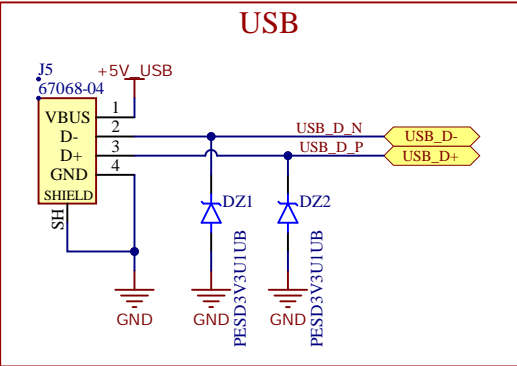 USB
J5
67068-04
+5V_USB
VBUS
1
D-
2
D+
3
GND
4
SHIELD
SH
USB_D_N
USB_D-
USB_D_P
USB_D+
DZ1
PESD3V3U1UB
DZ2
PESD3V3U1UB
GND
GND
GND